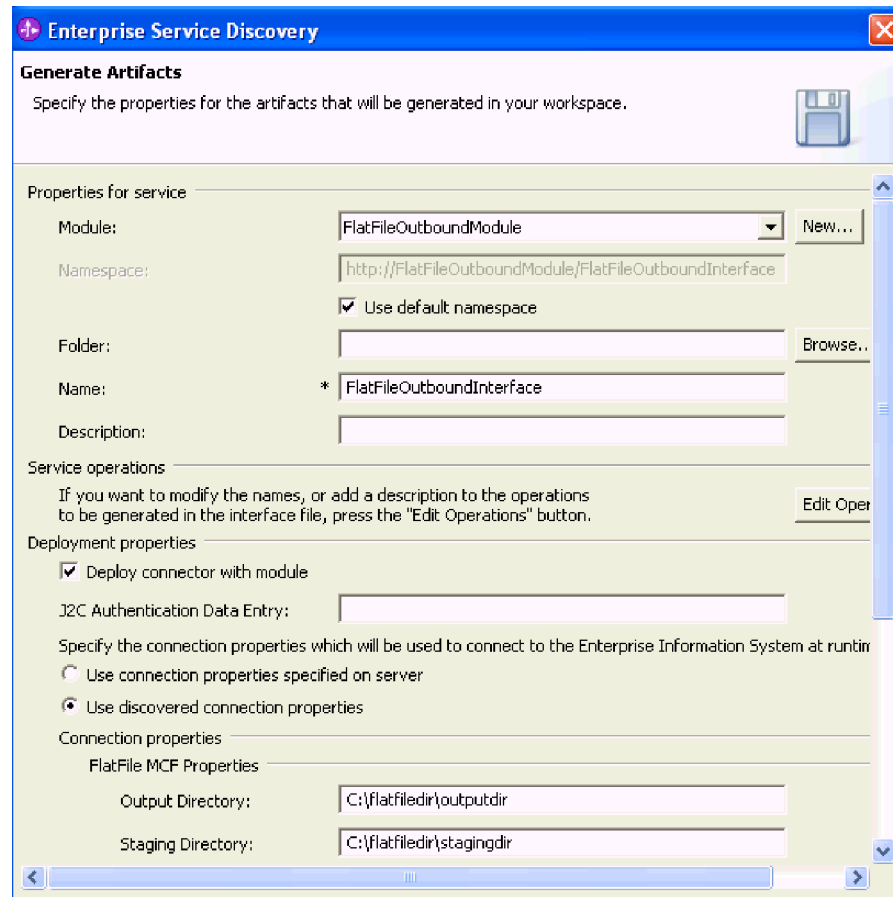 Enterprise Service Discovery
Generate Artifacts
Specify the properties for the artifacts that will be generated in your workspace.
Properties for service
Module: FlatFileOutboundModule New...
Namespace: http://FlatFileOutboundModule/FlatFileOutboundInterface
Use default namespace
Folder: Browse..
Name: * FlatFileOutboundInterface
Description:
Service operations
If you want to modify the names, or add a description to the operations
to be generated in the interface file, press the "Edit Operations" button. Edit Oper
Deployment properties
Deploy connector with module
J2C Authentication Data Entry:
Specify the connection properties which will be used to connect to the Enterprise Information System at runtim
Use connection properties specified on server
Use discovered connection properties
Connection properties
FlatFile MCF Properties
Output Directory: C:\flatfiledir\outputdir
Staging Directory: C:\flatfiledir\stagingdir